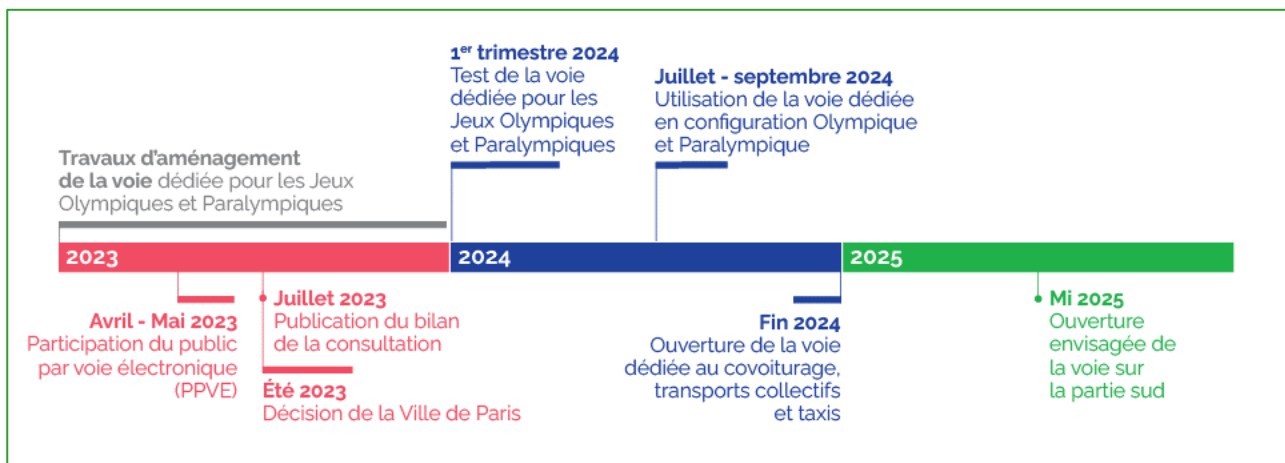 1er trimestre 2024
Test de la voie
dédiée pour les
Jeux Olympiques
et Paralympiques
Juillet - septembre 2024
Utilisation de la voie dédiée
en configuration Olympique
et Paralympique
Travaux d'aménagement
de la voie dédiée pour les Jeux
Olympiques et Paralympiques
2023
2024
2025
Avril - Mai 2023
Participation du public
par voie électronique
(PPVE)
Juillet 2023
Publication du bilan
de la consultation
Été 2023
Décision de la Ville de Paris
Fin 2024
Ouverture de la voie
dédiée au covoiturage,
transports collectifs
et taxis
Mi 2025
Ouverture
envisagée de
la voie sur
la partie sud